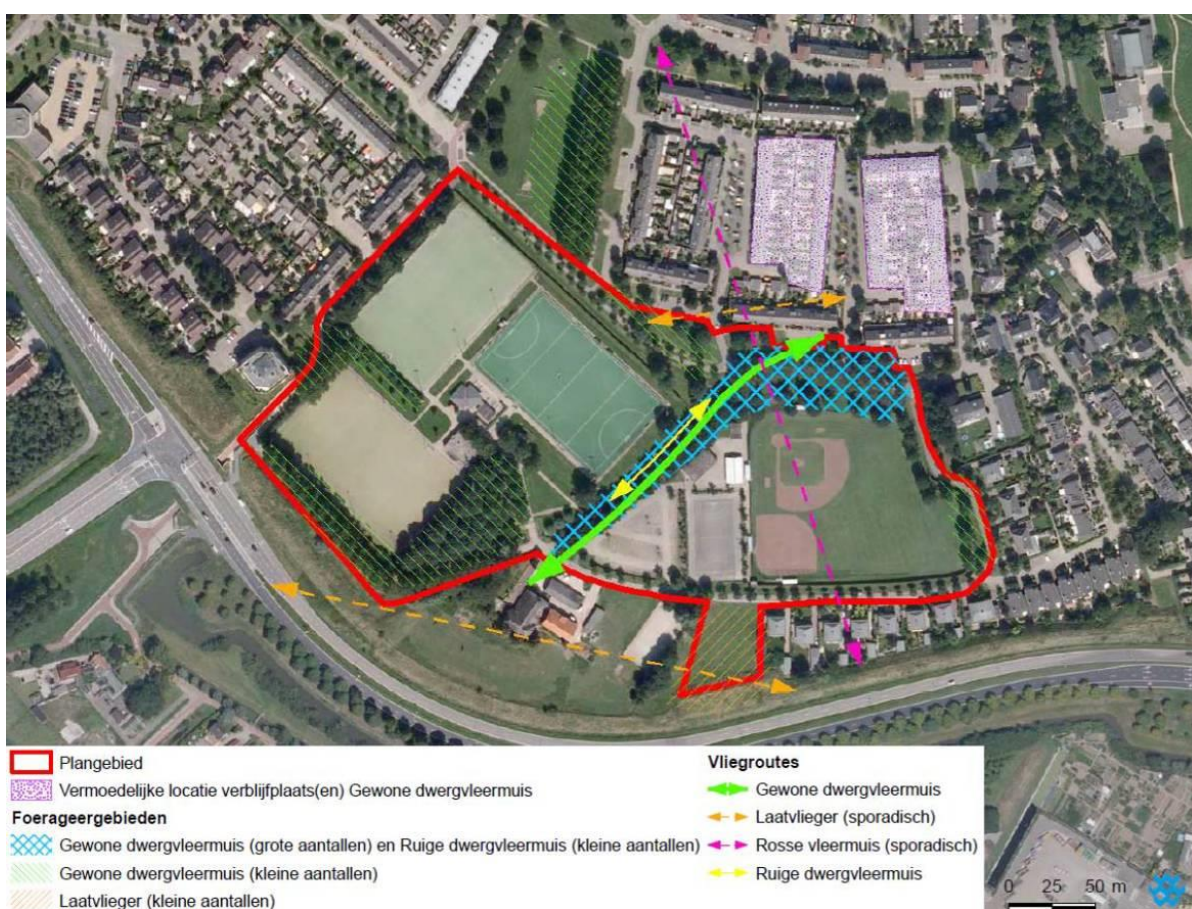 Plangebied
Vermoedelijke locatie verblijfplaats(en) Gewone dwergvleermuis
Foerageergebieden
Gewone dwergvleermuis (grote aantallen) en Ruige dwergvleermuis (kleine aantallen)
Gewone dwergvleermuis (kleine aantallen)
Laatvlieger (kleine aantallen)
Vliegroutes
Gewone dwergvleermuis
Laatvlieger (sporadisch)
Rosse vleermuis (sporadisch)
Ruige dwergvleermuis
0 25 50 m